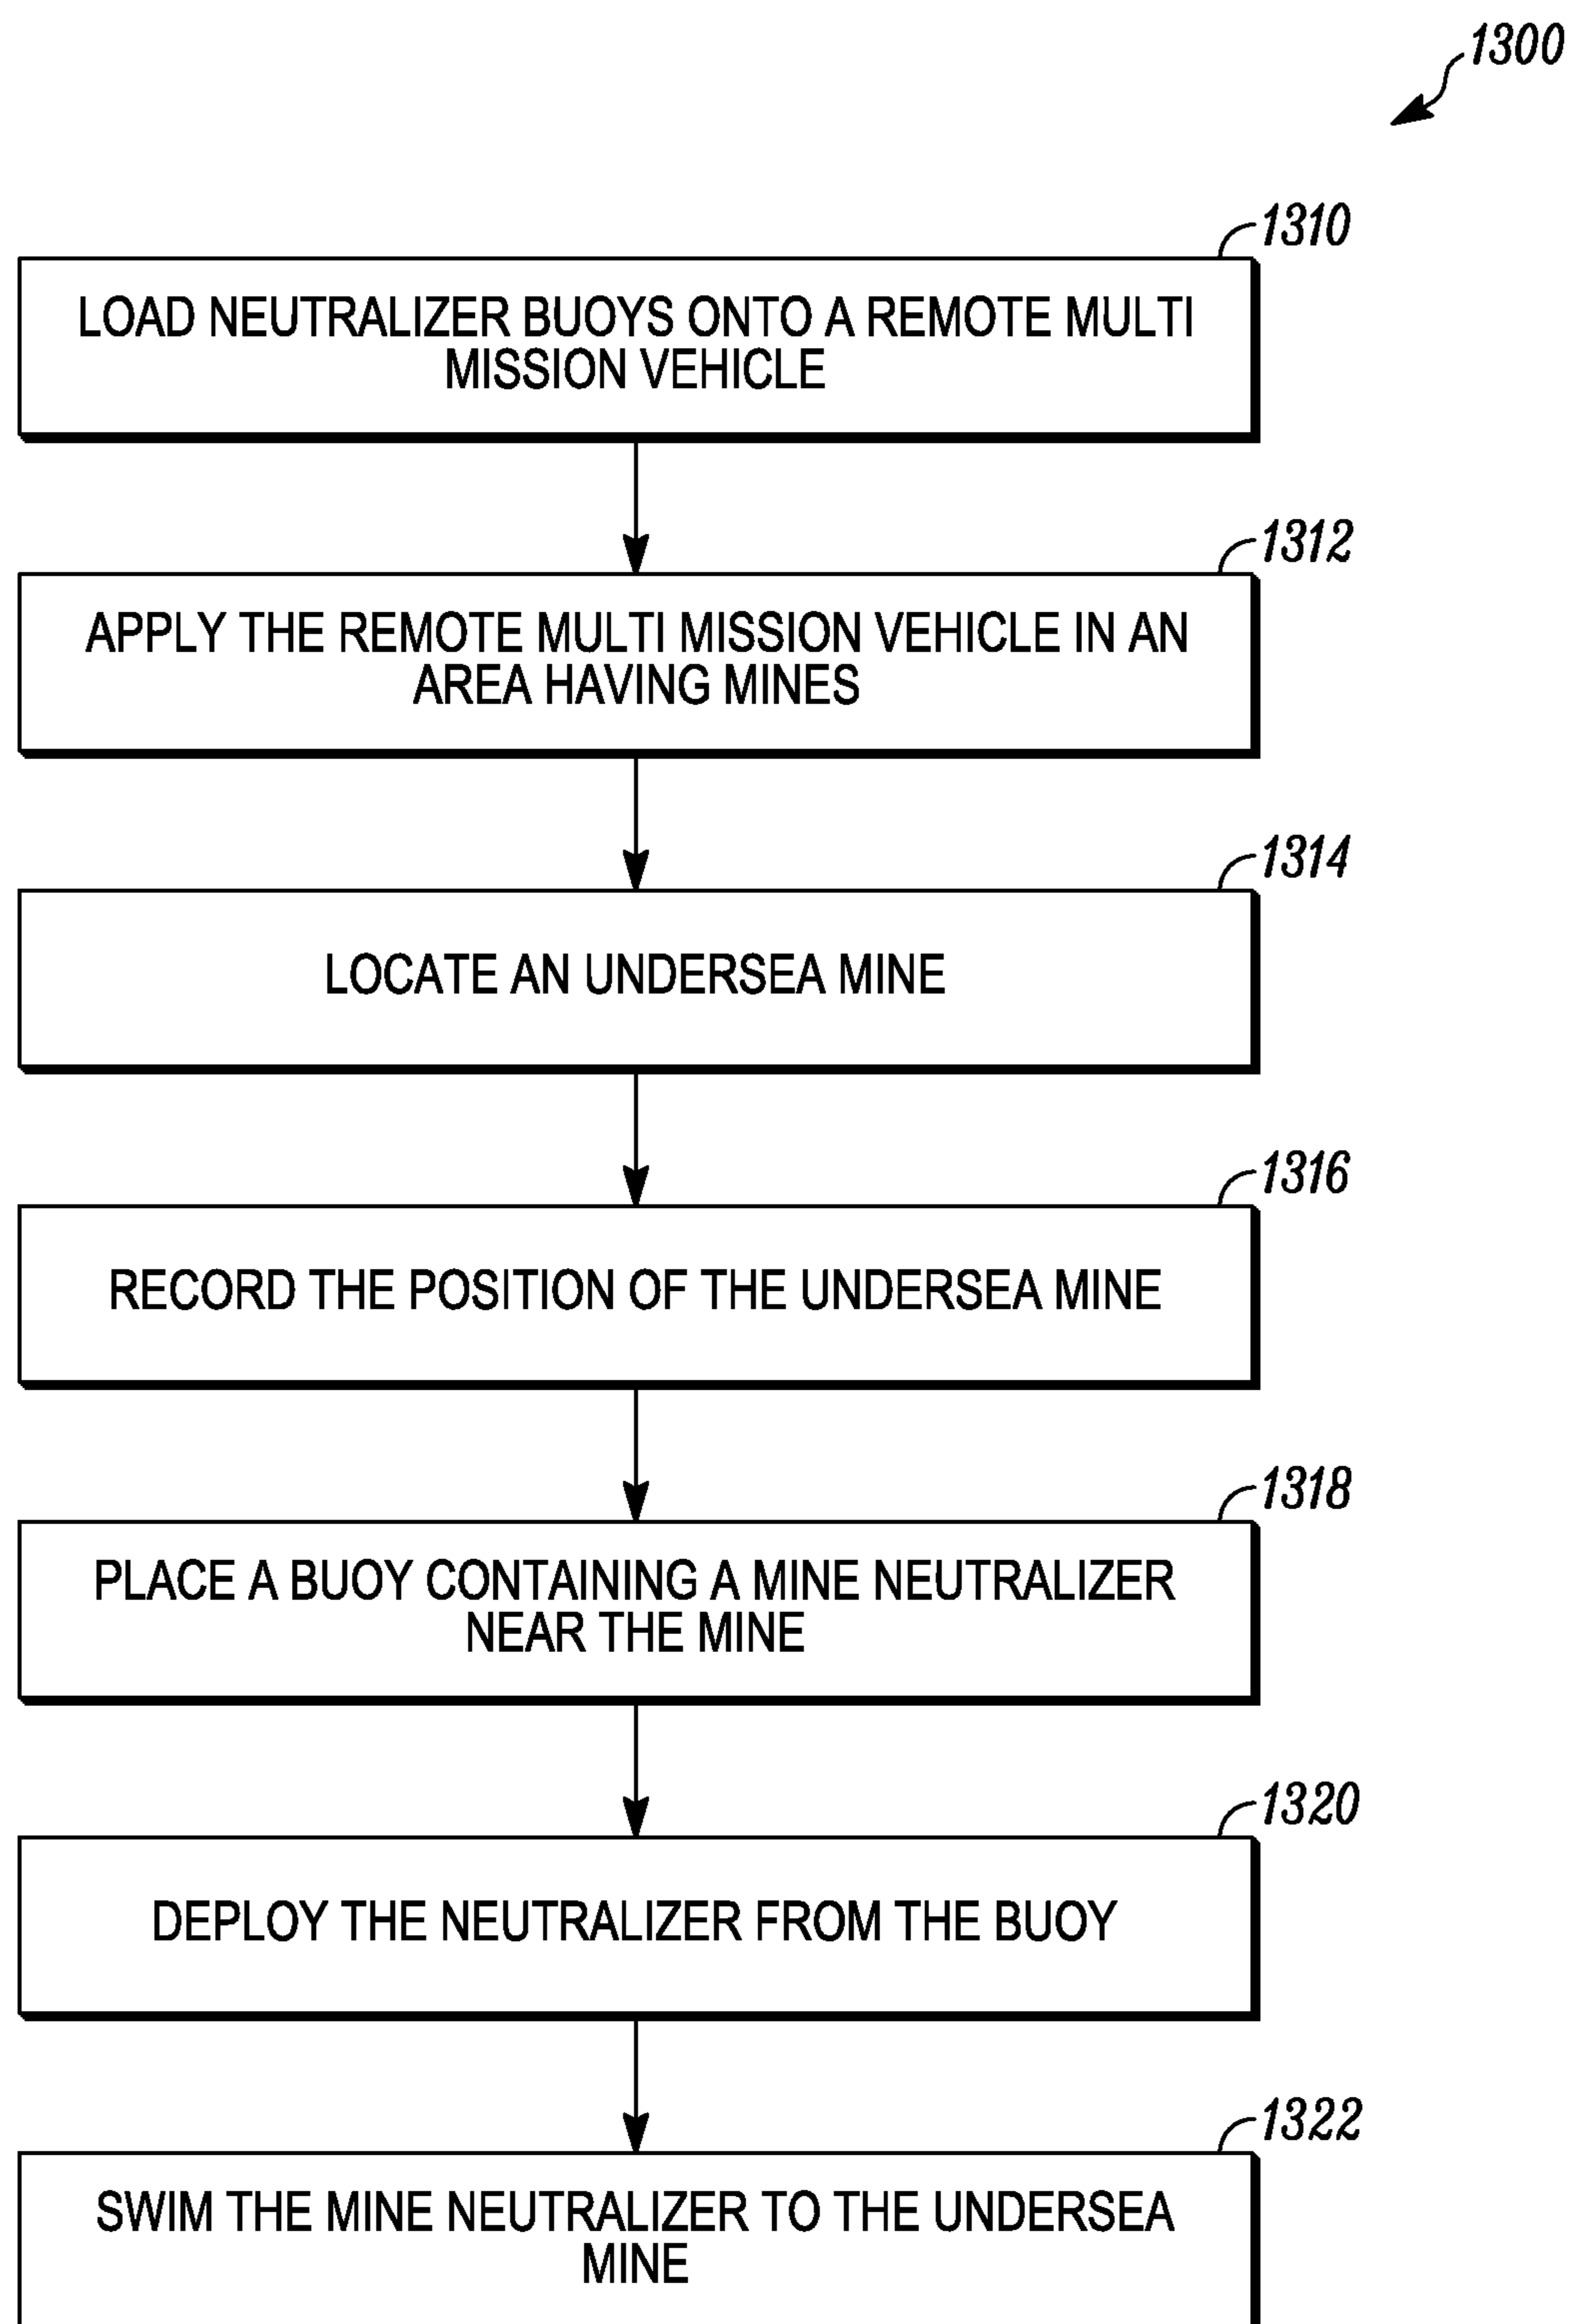 1300
1310
LOAD NEUTRALIZER BUOYS ONTO A REMOTE MULTI
MISSION VEHICLE
1312
APPLY THE REMOTE MULTI MISSION VEHICLE IN AN
AREA HAVING MINES
1314
LOCATE AN UNDERSEA MINE
1316
RECORD THE POSITION OF THE UNDERSEA MINE
1318
PLACE A BUOY CONTAINING A MINE NEUTRALIZER
NEAR THE MINE
1320
DEPLOY THE NEUTRALIZER FROM THE BUOY
1322
SWIM THE MINE NEUTRALIZER TO THE UNDERSEA
MINE